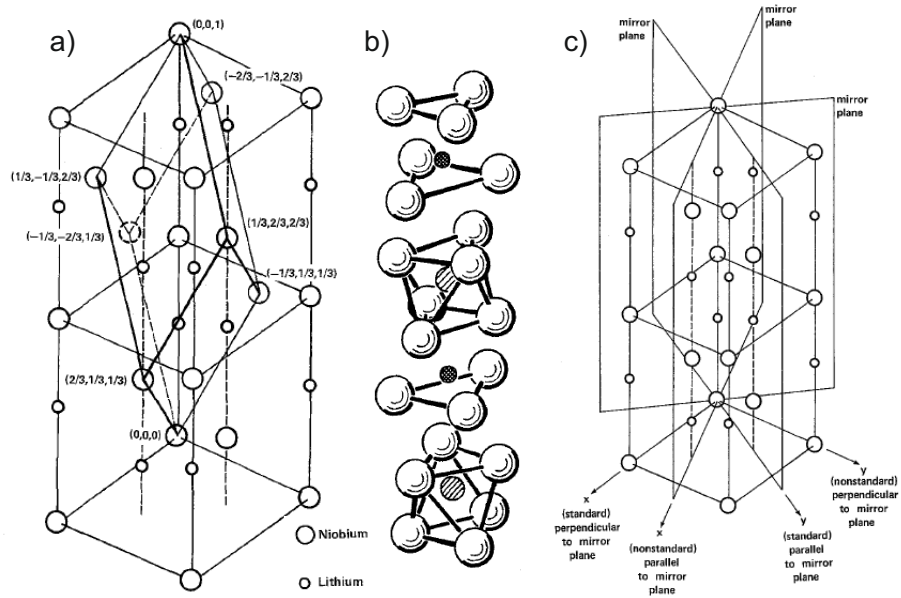 a)
(0,0,1)
(−2/3,−1/3,2/3)
(1/3,−1/3,2/3)
(1/3,2/3,2/3)
(−1/3,−2/3,1/3)
(−1/3,1/3,1/3)
(2/3,1/3,1/3)
(0,0,0)
Niobium
Lithium
b)
c)
mirror
plane
mirror
plane
mirror
plane
x
(standard)
perpendicular
to mirror
plane
x
(nonstandard)
parallel
to mirror
plane
y
(standard)
parallel
to mirror
plane
y
(nonstandard)
perpendicular
to mirror
plane